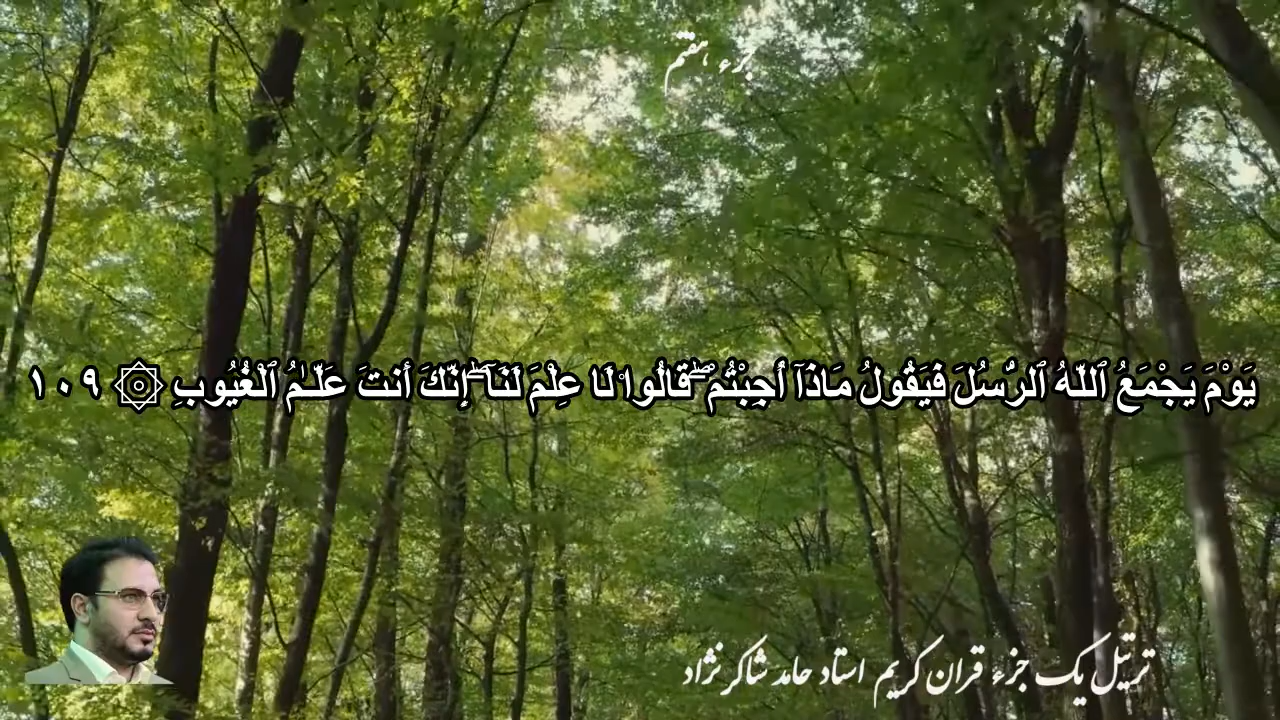 جزء هفتم
يَوْمَ يَجْمَعُ ٱللَّهُ ٱلرُّسُلَ فَيَقُولُ مَاذَآ أُجِبْتُمْ ۖ قَالُوا۟ لَا عِلْمَ لَنَآ ۖ إِنَّكَ أَنتَ عَلَّـٰمُ ٱلْغُيُوبِ ۞ ١٠٩
ترتیل یک جزء قران کریم استاد حامد شاکرنژاد